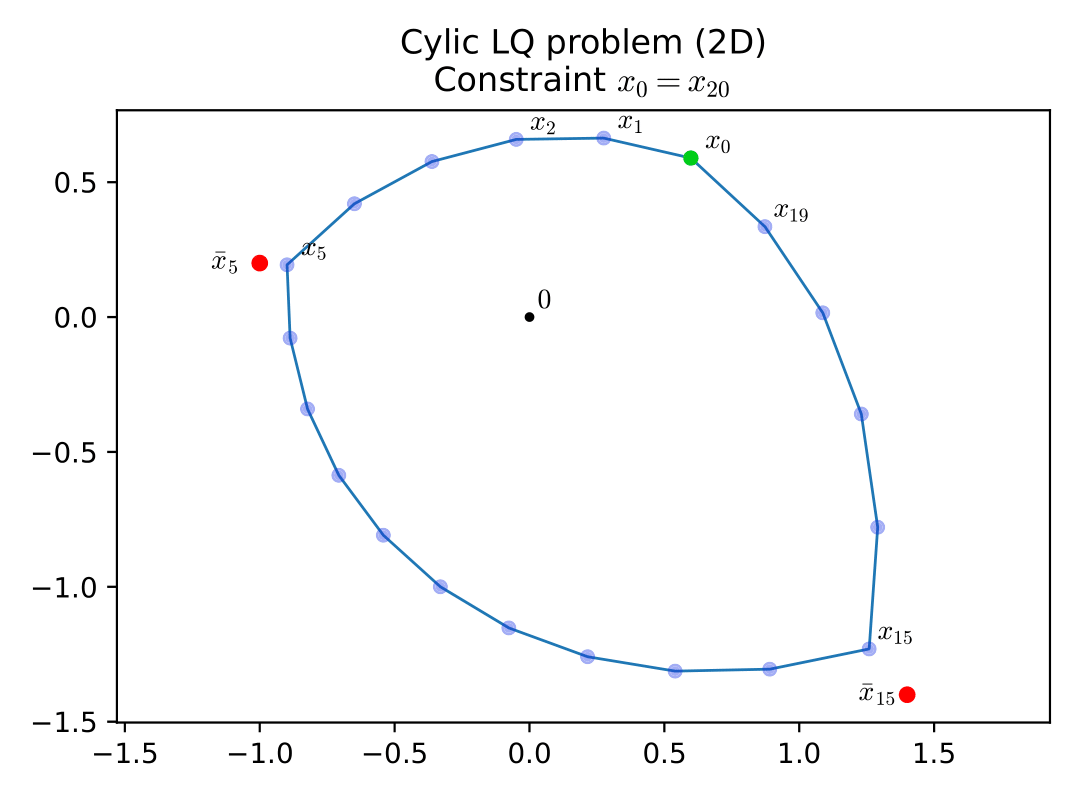 Cylic LQ problem (2D)
Constraint x₀ = x₂₀
x₂
x₁
x₀
0.5
x₁₉
x̄₅
x₅
0
0.0
−0.5
−1.0
x₁₅
x̄₁₅
−1.5
−1.5 −1.0 −0.5 0.0 0.5 1.0 1.5